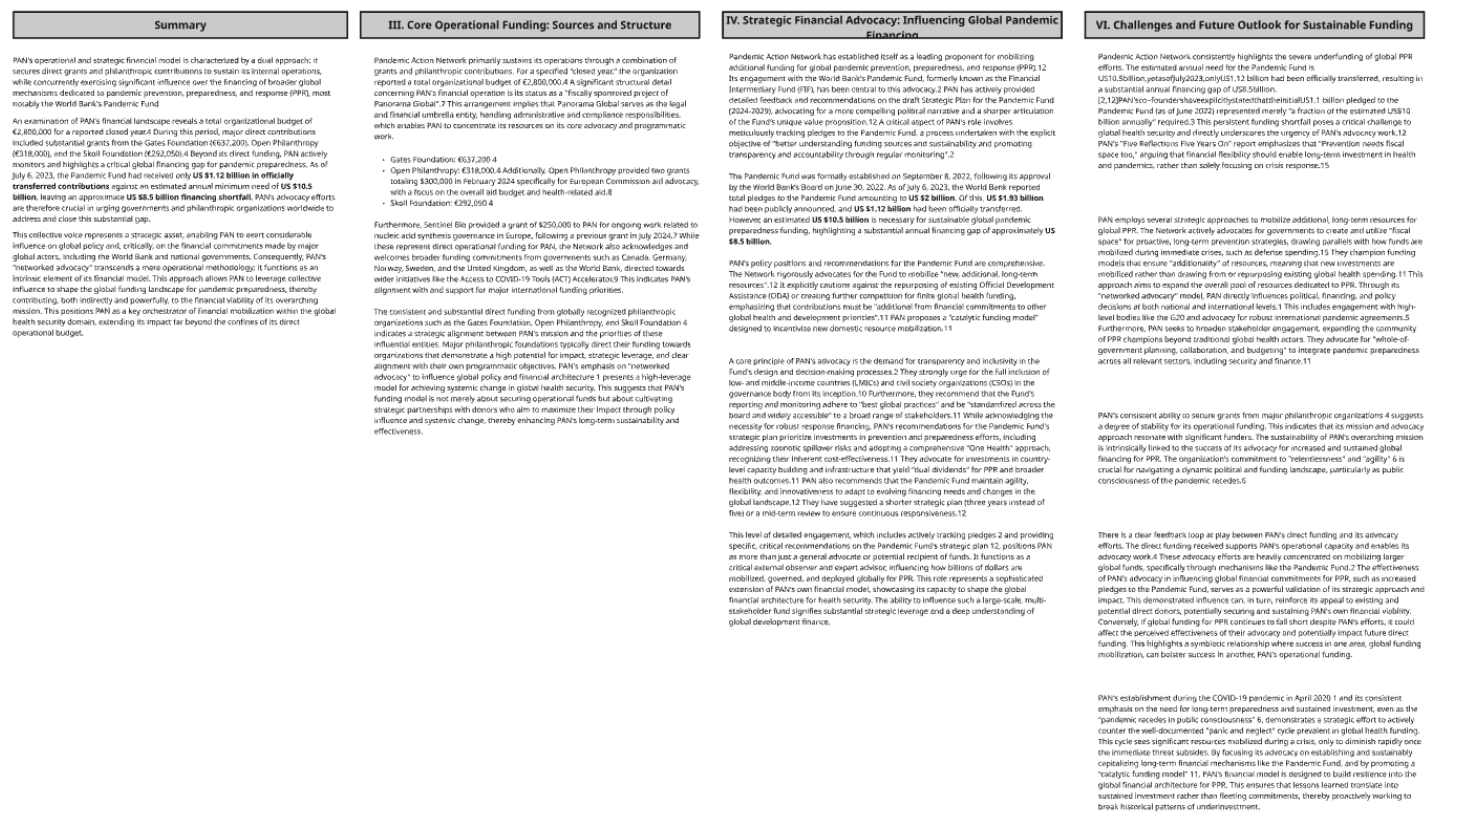 Summary
PAN's operational and strategic financial model is characterized by a dual approach: it
secures direct grants and philanthropic contributions to sustain its internal operations,
while concurrently exercising significant influence over the financing of broader global
mechanisms dedicated to pandemic prevention, preparedness, and response (PPR), most
notably the World Bank's Pandemic Fund
An examination of PAN's financial landscape reveals a total organizational budget of
€2,800,000 for a reported closed year.4 During this period, major direct contributions
included substantial grants from the Gates Foundation (€637,200), Open Philanthropy
(€318,000), and the Skoll Foundation (€292,050).4 Beyond its direct funding, PAN actively
monitors and highlights a critical global financing gap for pandemic preparedness. As of
July 6, 2023, the Pandemic Fund had received only US $1.12 billion in officially
transferred contributions against an estimated annual minimum need of US $10.5
billion, leaving an approximate US $8.5 billion financing shortfall. PAN's advocacy efforts
are therefore crucial in urging governments and philanthropic organizations worldwide to
address and close this substantial gap.
This collective voice represents a strategic asset, enabling PAN to exert considerable
influence on global policy and, critically, on the financial commitments made by major
global actors, including the World Bank and national governments. Consequently, PAN's
"networked advocacy" transcends a mere operational methodology; it functions as an
intrinsic element of its financial model. This approach allows PAN to leverage collective
influence to shape the global funding landscape for pandemic preparedness, thereby
contributing, both indirectly and powerfully, to the financial viability of its overarching
mission. This positions PAN as a key orchestrator of financial mobilization within the global
health security domain, extending its impact far beyond the confines of its direct
operational budget.
III. Core Operational Funding: Sources and Structure
Pandemic Action Network primarily sustains its operations through a combination of
grants and philanthropic contributions. For a specified "closed year," the organization
reported a total organizational budget of €2,800,000.4 A significant structural detail
concerning PAN's financial operation is its status as a "fiscally sponsored project of
Panorama Global".7 This arrangement implies that Panorama Global serves as the legal
and financial umbrella entity, handling administrative and compliance responsibilities,
which enables PAN to concentrate its resources on its core advocacy and programmatic
work.
• Gates Foundation: €637,200 4
• Open Philanthropy: €318,000.4 Additionally, Open Philanthropy provided two grants
totaling $300,000 in February 2024 specifically for European Commission aid advocacy,
with a focus on the overall aid budget and health-related aid.8
• Skoll Foundation: €292,050 4
Furthermore, Sentinel Bio provided a grant of $250,000 to PAN for ongoing work related to
nucleic acid synthesis governance in Europe, following a previous grant in July 2024.7 While
these represent direct operational funding for PAN, the Network also acknowledges and
welcomes broader funding commitments from governments such as Canada, Germany,
Norway, Sweden, and the United Kingdom, as well as the World Bank, directed towards
wider initiatives like the Access to COVID-19 Tools (ACT) Accelerator.9 This indicates PAN's
alignment with and support for major international funding priorities.
The consistent and substantial direct funding from globally recognized philanthropic
organizations such as the Gates Foundation, Open Philanthropy, and Skoll Foundation 4
indicates a strategic alignment between PAN's mission and the priorities of these
influential entities. Major philanthropic foundations typically direct their funding towards
organizations that demonstrate a high potential for impact, strategic leverage, and clear
alignment with their own programmatic objectives. PAN's emphasis on "networked
advocacy" to influence global policy and financial architecture 1 presents a high-leverage
model for achieving systemic change in global health security. This suggests that PAN's
funding model is not merely about securing operational funds but about cultivating
strategic partnerships with donors who aim to maximize their impact through policy
influence and systemic change, thereby enhancing PAN's long-term sustainability and
effectiveness.
IV. Strategic Financial Advocacy: Influencing Global Pandemic
Financing
Pandemic Action Network has established itself as a leading proponent for mobilizing
additional funding for global pandemic prevention, preparedness, and response (PPR).12
Its engagement with the World Bank's Pandemic Fund, formerly known as the Financial
Intermediary Fund (FIF), has been central to this advocacy.2 PAN has actively provided
detailed feedback and recommendations on the draft Strategic Plan for the Pandemic Fund
(2024-2029), advocating for a more compelling political narrative and a sharper articulation
of the Fund's unique value proposition.12 A critical aspect of PAN's role involves
meticulously tracking pledges to the Pandemic Fund, a process undertaken with the explicit
objective of "better understanding funding sources and sustainability and promoting
transparency and accountability through regular monitoring".2
The Pandemic Fund was formally established on September 8, 2022, following its approval
by the World Bank's Board on June 30, 2022. As of July 6, 2023, the World Bank reported
total pledges to the Pandemic Fund amounting to US $2 billion. Of this, US $1.93 billion
had been publicly announced, and US $1.12 billion had been officially transferred.
However, an estimated US $10.5 billion is necessary for sustainable global pandemic
preparedness funding, highlighting a substantial annual financing gap of approximately US
$8.5 billion.
PAN's policy positions and recommendations for the Pandemic Fund are comprehensive.
The Network rigorously advocates for the Fund to mobilize "new, additional, long-term
resources".12 It explicitly cautions against the repurposing of existing Official Development
Assistance (ODA) or creating further competition for finite global health funding,
emphasizing that contributions must be "additional from financial commitments to other
global health and development priorities".11 PAN proposes a "catalytic funding model"
designed to incentivize new domestic resource mobilization.11
A core principle of PAN's advocacy is the demand for transparency and inclusivity in the
Fund's design and decision-making processes.2 They strongly urge for the full inclusion of
low- and middle-income countries (LMICs) and civil society organizations (CSOs) in the
governance body from its inception.10 Furthermore, they recommend that the Fund's
reporting and monitoring adhere to "best global practices" and be "standardized across the
board and widely accessible" to a broad range of stakeholders.11 While acknowledging the
necessity for robust response financing, PAN's recommendations for the Pandemic Fund's
strategic plan prioritize investments in prevention and preparedness efforts, including
addressing zoonotic spillover risks and adopting a comprehensive "One Health" approach,
recognizing their inherent cost-effectiveness.11 They advocate for investments in country-
level capacity building and infrastructure that yield "dual dividends" for PPR and broader
health outcomes.11 PAN also recommends that the Pandemic Fund maintain agility,
flexibility, and innovativeness to adapt to evolving financing needs and changes in the
global landscape.12 They have suggested a shorter strategic plan (three years instead of
five) or a mid-term review to ensure continuous responsiveness.12
This level of detailed engagement, which includes actively tracking pledges 2 and providing
specific, critical recommendations on the Pandemic Fund's strategic plan 12, positions PAN
as more than just a general advocate or potential recipient of funds. It functions as a
critical external observer and expert advisor, influencing how billions of dollars are
mobilized, governed, and deployed globally for PPR. This role represents a sophisticated
extension of PAN's own financial model, showcasing its capacity to shape the global
financial architecture for health security. The ability to influence such a large-scale, multi-
stakeholder fund signifies substantial strategic leverage and a deep understanding of
global development finance.
VI. Challenges and Future Outlook for Sustainable Funding
Pandemic Action Network consistently highlights the severe underfunding of global PPR
efforts. The estimated annual need for the Pandemic Fund is
US10.5billion,yetasofJuly2023,onlyUS1.12 billion had been officially transferred, resulting in
a substantial annual financing gap of US8.5billion.
[2,12]PAN′sco−foundershaveexplicitlystatedthattheinitialUS1.1 billion pledged to the
Pandemic Fund (as of June 2022) represented merely "a fraction of the estimated US$10
billion annually" required.3 This persistent funding shortfall poses a critical challenge to
global health security and directly underscores the urgency of PAN's advocacy work.12
PAN's "Five Reflections Five Years On" report emphasizes that "Prevention needs fiscal
space too," arguing that financial flexibility should enable long-term investment in health
and pandemics, rather than solely focusing on crisis response.15
PAN employs several strategic approaches to mobilize additional, long-term resources for
global PPR. The Network actively advocates for governments to create and utilize "fiscal
space" for proactive, long-term prevention strategies, drawing parallels with how funds are
mobilized during immediate crises, such as defense spending.15 They champion funding
models that ensure "additionality" of resources, meaning that new investments are
mobilized rather than drawing from or repurposing existing global health spending.11 This
approach aims to expand the overall pool of resources dedicated to PPR. Through its
"networked advocacy" model, PAN directly influences political, financing, and policy
decisions at both national and international levels.1 This includes engagement with high-
level bodies like the G20 and advocacy for robust international pandemic agreements.5
Furthermore, PAN seeks to broaden stakeholder engagement, expanding the community
of PPR champions beyond traditional global health actors. They advocate for "whole-of-
government planning, collaboration, and budgeting" to integrate pandemic preparedness
across all relevant sectors, including security and finance.11
PAN's consistent ability to secure grants from major philanthropic organizations 4 suggests
a degree of stability for its operational funding. This indicates that its mission and advocacy
approach resonate with significant funders. The sustainability of PAN's overarching mission
is intrinsically linked to the success of its advocacy for increased and sustained global
financing for PPR. The organization's commitment to "relentlessness" and "agility" 6 is
crucial for navigating a dynamic political and funding landscape, particularly as public
consciousness of the pandemic recedes.6
There is a clear feedback loop at play between PAN's direct funding and its advocacy
efforts. The direct funding received supports PAN's operational capacity and enables its
advocacy work.4 These advocacy efforts are heavily concentrated on mobilizing larger
global funds, specifically through mechanisms like the Pandemic Fund.2 The effectiveness
of PAN's advocacy in influencing global financial commitments for PPR, such as increased
pledges to the Pandemic Fund, serves as a powerful validation of its strategic approach and
impact. This demonstrated influence can, in turn, reinforce its appeal to existing and
potential direct donors, potentially securing and sustaining PAN's own financial viability.
Conversely, if global funding for PPR continues to fall short despite PAN's efforts, it could
affect the perceived effectiveness of their advocacy and potentially impact future direct
funding. This highlights a symbiotic relationship where success in one area, global funding
mobilization, can bolster success in another, PAN's operational funding.
PAN's establishment during the COVID-19 pandemic in April 2020 1 and its consistent
emphasis on the need for long-term preparedness and sustained investment, even as the
"pandemic recedes in public consciousness" 6, demonstrates a strategic effort to actively
counter the well-documented "panic and neglect" cycle prevalent in global health funding.
This cycle sees significant resources mobilized during a crisis, only to diminish rapidly once
the immediate threat subsides. By focusing its advocacy on establishing and sustainably
capitalizing long-term financial mechanisms like the Pandemic Fund, and by promoting a
"catalytic funding model" 11, PAN's financial model is designed to build resilience into the
global financial architecture for PPR. This ensures that lessons learned translate into
sustained investment rather than fleeting commitments, thereby proactively working to
break historical patterns of underinvestment.